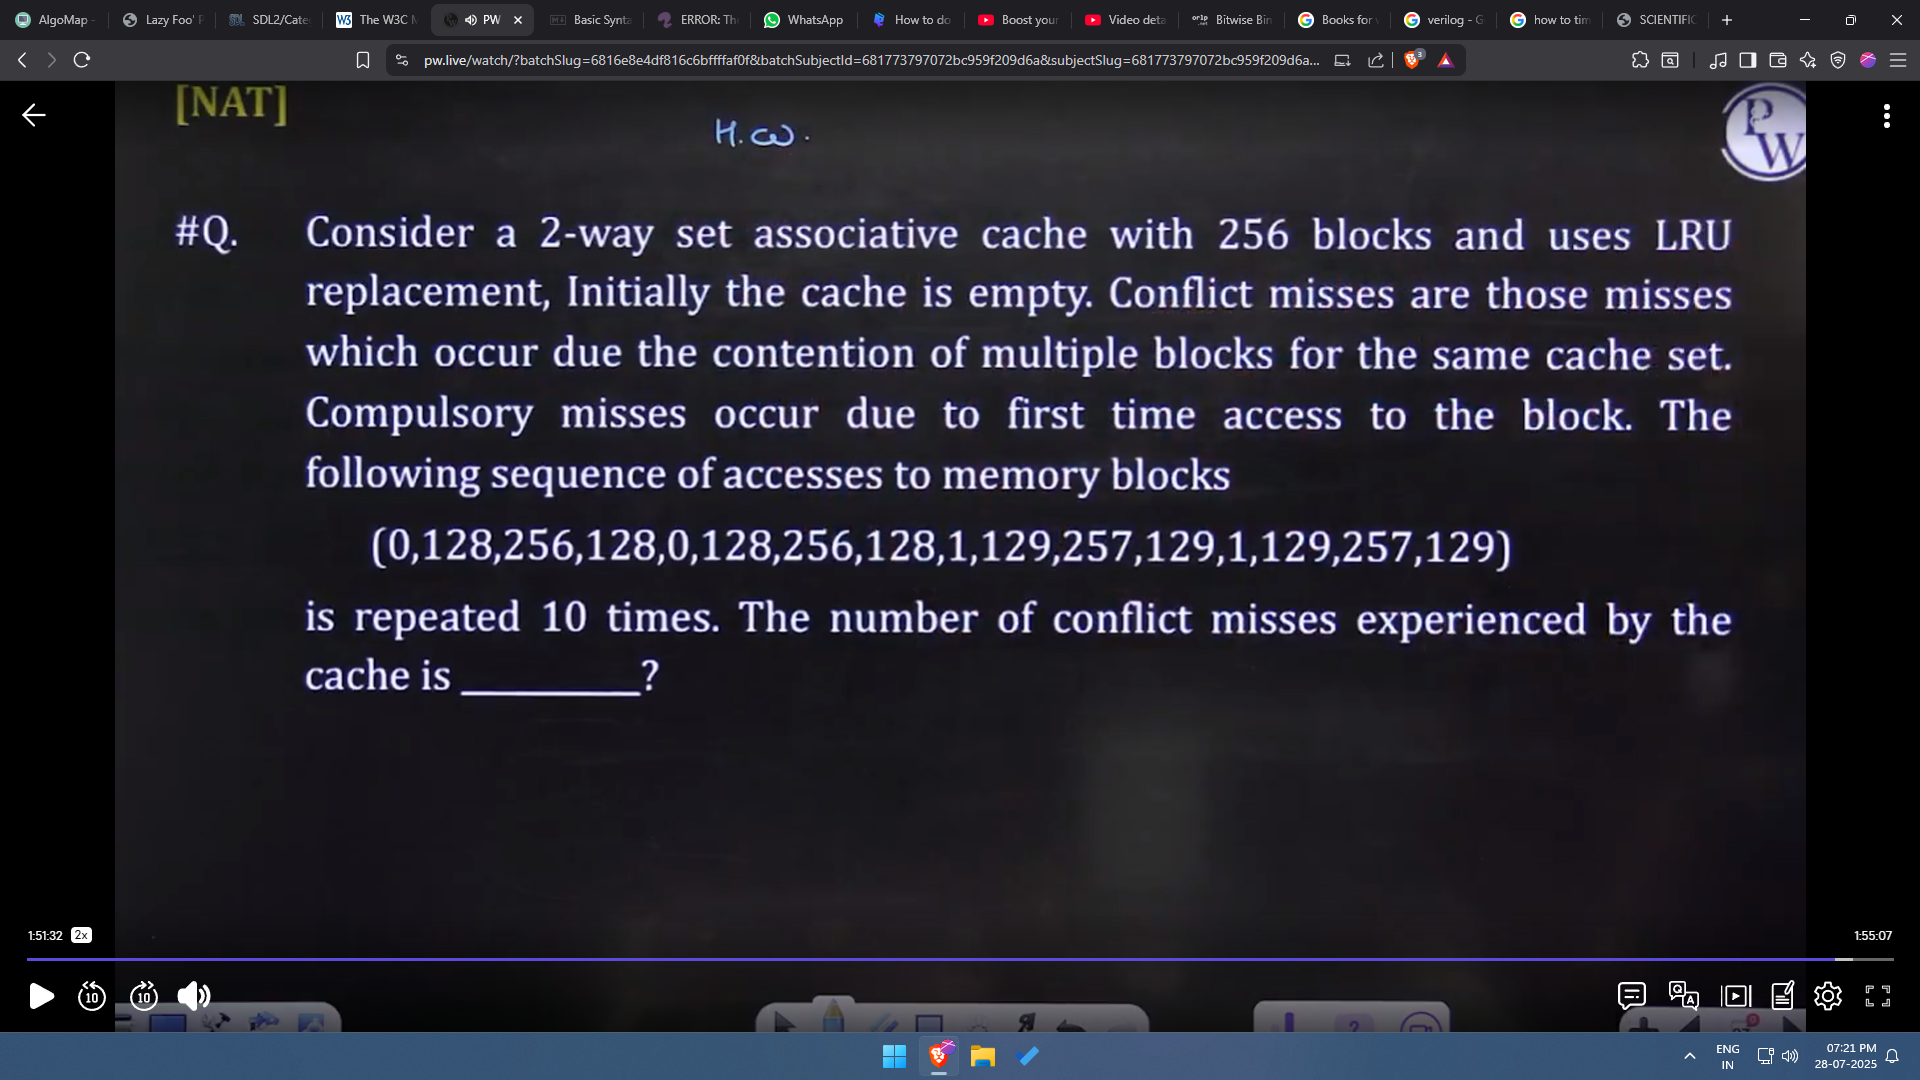 AlgoMap -
Lazy Foo' P
SDL2/Cate
The W3C M
PW
Basic Synta
ERROR: Th
WhatsApp
How to do
Boost your
Video deta
Bitwise Bin
Books for v
verilog - G
how to tim
SCIENTIFIC
pw.live/watch/?batchSlug=6816e8e4df816c6bffffaf0f&batchSubjectId=681773797072bc959f209d6a&subjectSlug=681773797072bc959f209d6a...
3
[NAT]
H.W.
PW
#Q. Consider a 2-way set associative cache with 256 blocks and uses LRU
replacement, Initially the cache is empty. Conflict misses are those misses
which occur due the contention of multiple blocks for the same cache set.
Compulsory misses occur due to first time access to the block. The
following sequence of accesses to memory blocks
(0,128,256,128,0,128,256,128,1,129,257,129,1,129,257,129)
is repeated 10 times. The number of conflict misses experienced by the
cache is _________?
1:51:32 2x
1:55:07
10 10
ENG
IN
07:21 PM
28-07-2025